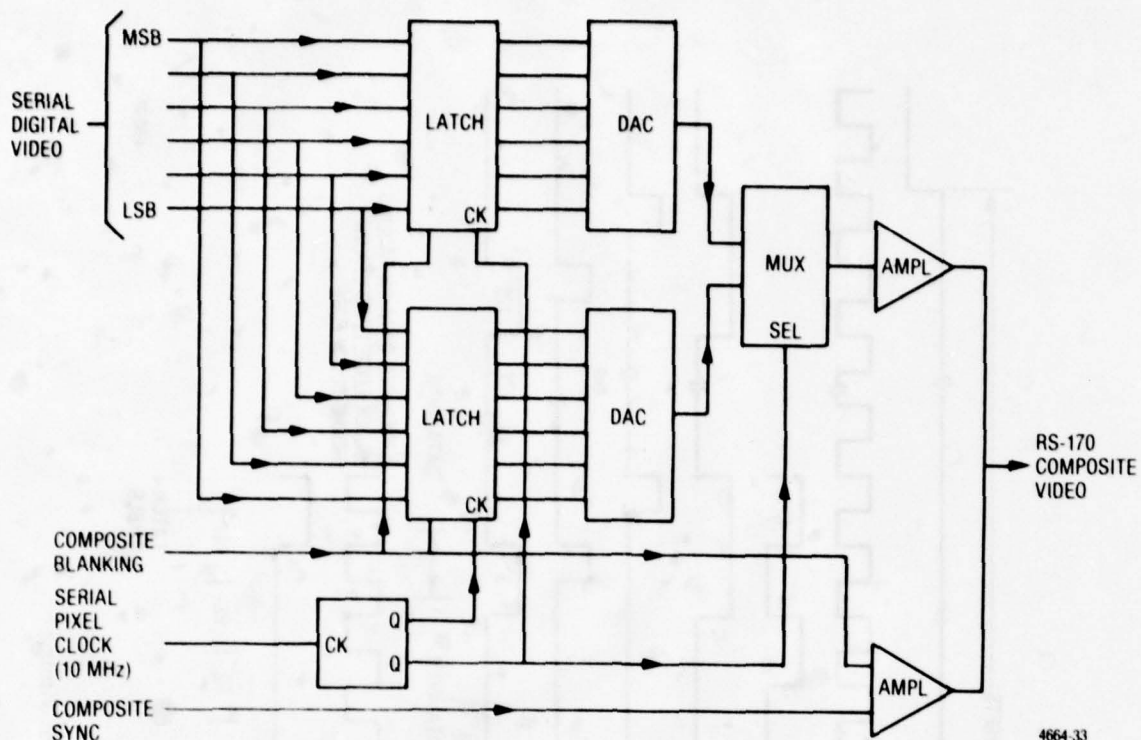 MSB
SERIAL
DIGITAL
VIDEO
LSB
LATCH
CK
DAC
MUX
SEL
AMPL
LATCH
CK
DAC
RS-170
COMPOSITE
VIDEO
COMPOSITE
BLANKING
SERIAL
PIXEL
CLOCK
(10 MHz)
CK
Q
Q
AMPL
COMPOSITE
SYNC
4664-33